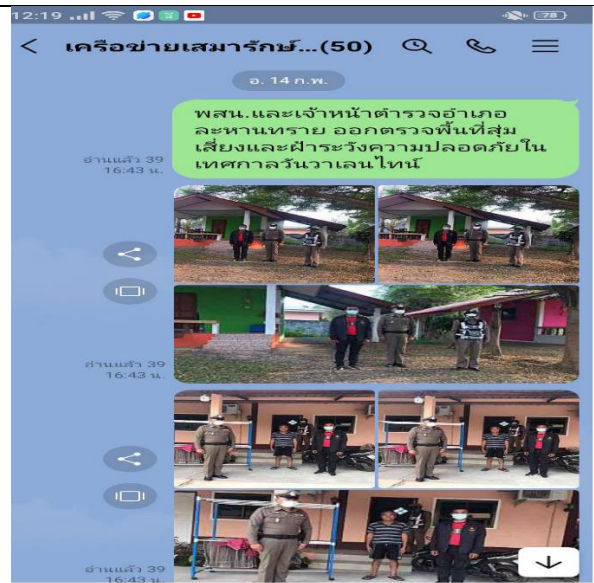 12:19
78
เครือข่ายเสมารักษ์...(50)
อ. 14 ก.พ.
พสน.และเจ้าหน้าตำรวจอำเภอ
ละหานทราย ออกตรวจพื้นที่สุ่ม
เสี่ยงและฝ้าระวังความปลอดภัยใน
เทศกาลวันวาเลนไทน์
อ่านแล้ว 39
16:43 น.
อ่านแล้ว 39
16:43 น.
อ่านแล้ว 39
16:43 น.